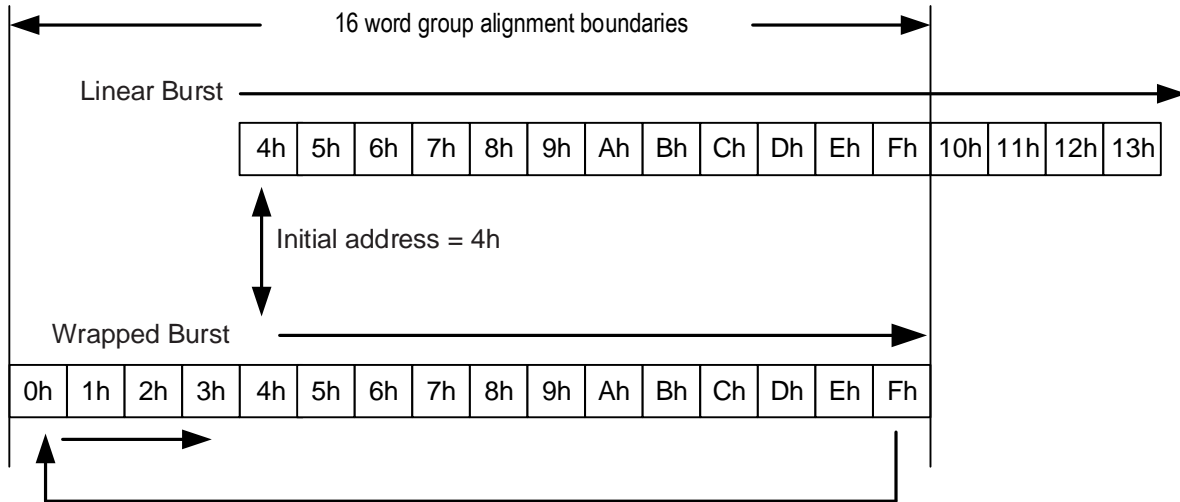 16 word group alignment boundaries
Linear Burst
4h 5h 6h 7h 8h 9h Ah Bh Ch Dh Eh Fh 10h 11h 12h 13h
Initial address = 4h
Wrapped Burst
0h 1h 2h 3h 4h 5h 6h 7h 8h 9h Ah Bh Ch Dh Eh Fh